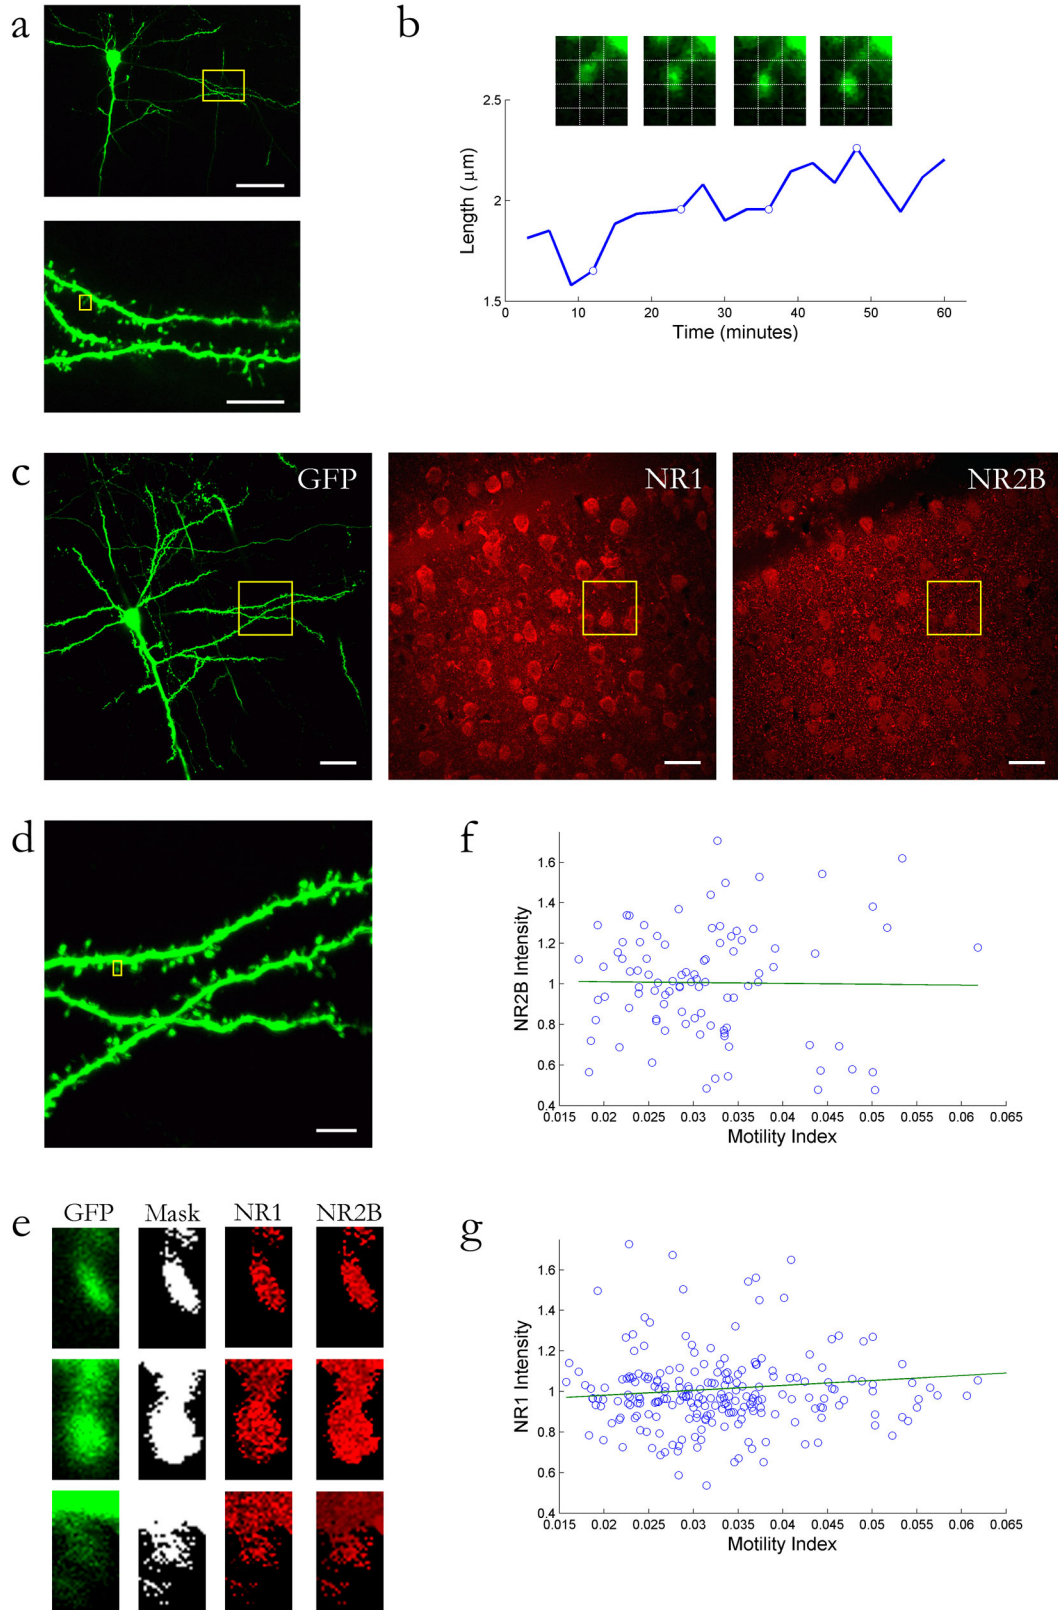 a
b
2.5
2
1.5
Length ( μm)
0 10 20 30 40 50 60
Time (minutes)
c
GFP
NR1
NR2B
d
f
1.6
1.4
1.2
1
0.8
0.6
0.4
NR2B Intensity
0.015 0.02 0.025 0.03 0.035 0.04 0.045 0.05 0.055 0.06 0.065
Motility Index
e
GFP Mask NR1 NR2B
g
1.6
1.4
1.2
1
0.8
0.6
0.4
NR1 Intensity
0.015 0.02 0.025 0.03 0.035 0.04 0.045 0.05 0.055 0.06 0.065
Motility Index